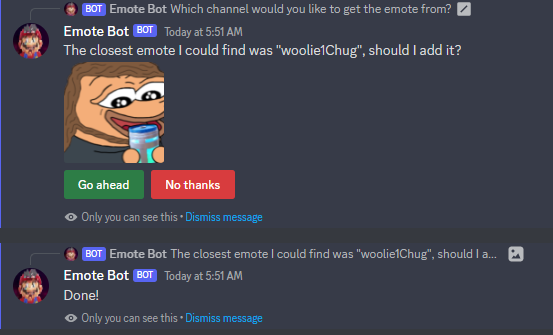 BOT Emote Bot Which channel would you like to get the emote from?
Emote Bot BOT Today at 5:51 AM
The closest emote I could find was "woolie1Chug", should I add it?
Go ahead No thanks
Only you can see this • Dismiss message
BOT Emote Bot The closest emote I could find was "woolie1Chug", should I a...
Emote Bot BOT Today at 5:51 AM
Done!
Only you can see this • Dismiss message